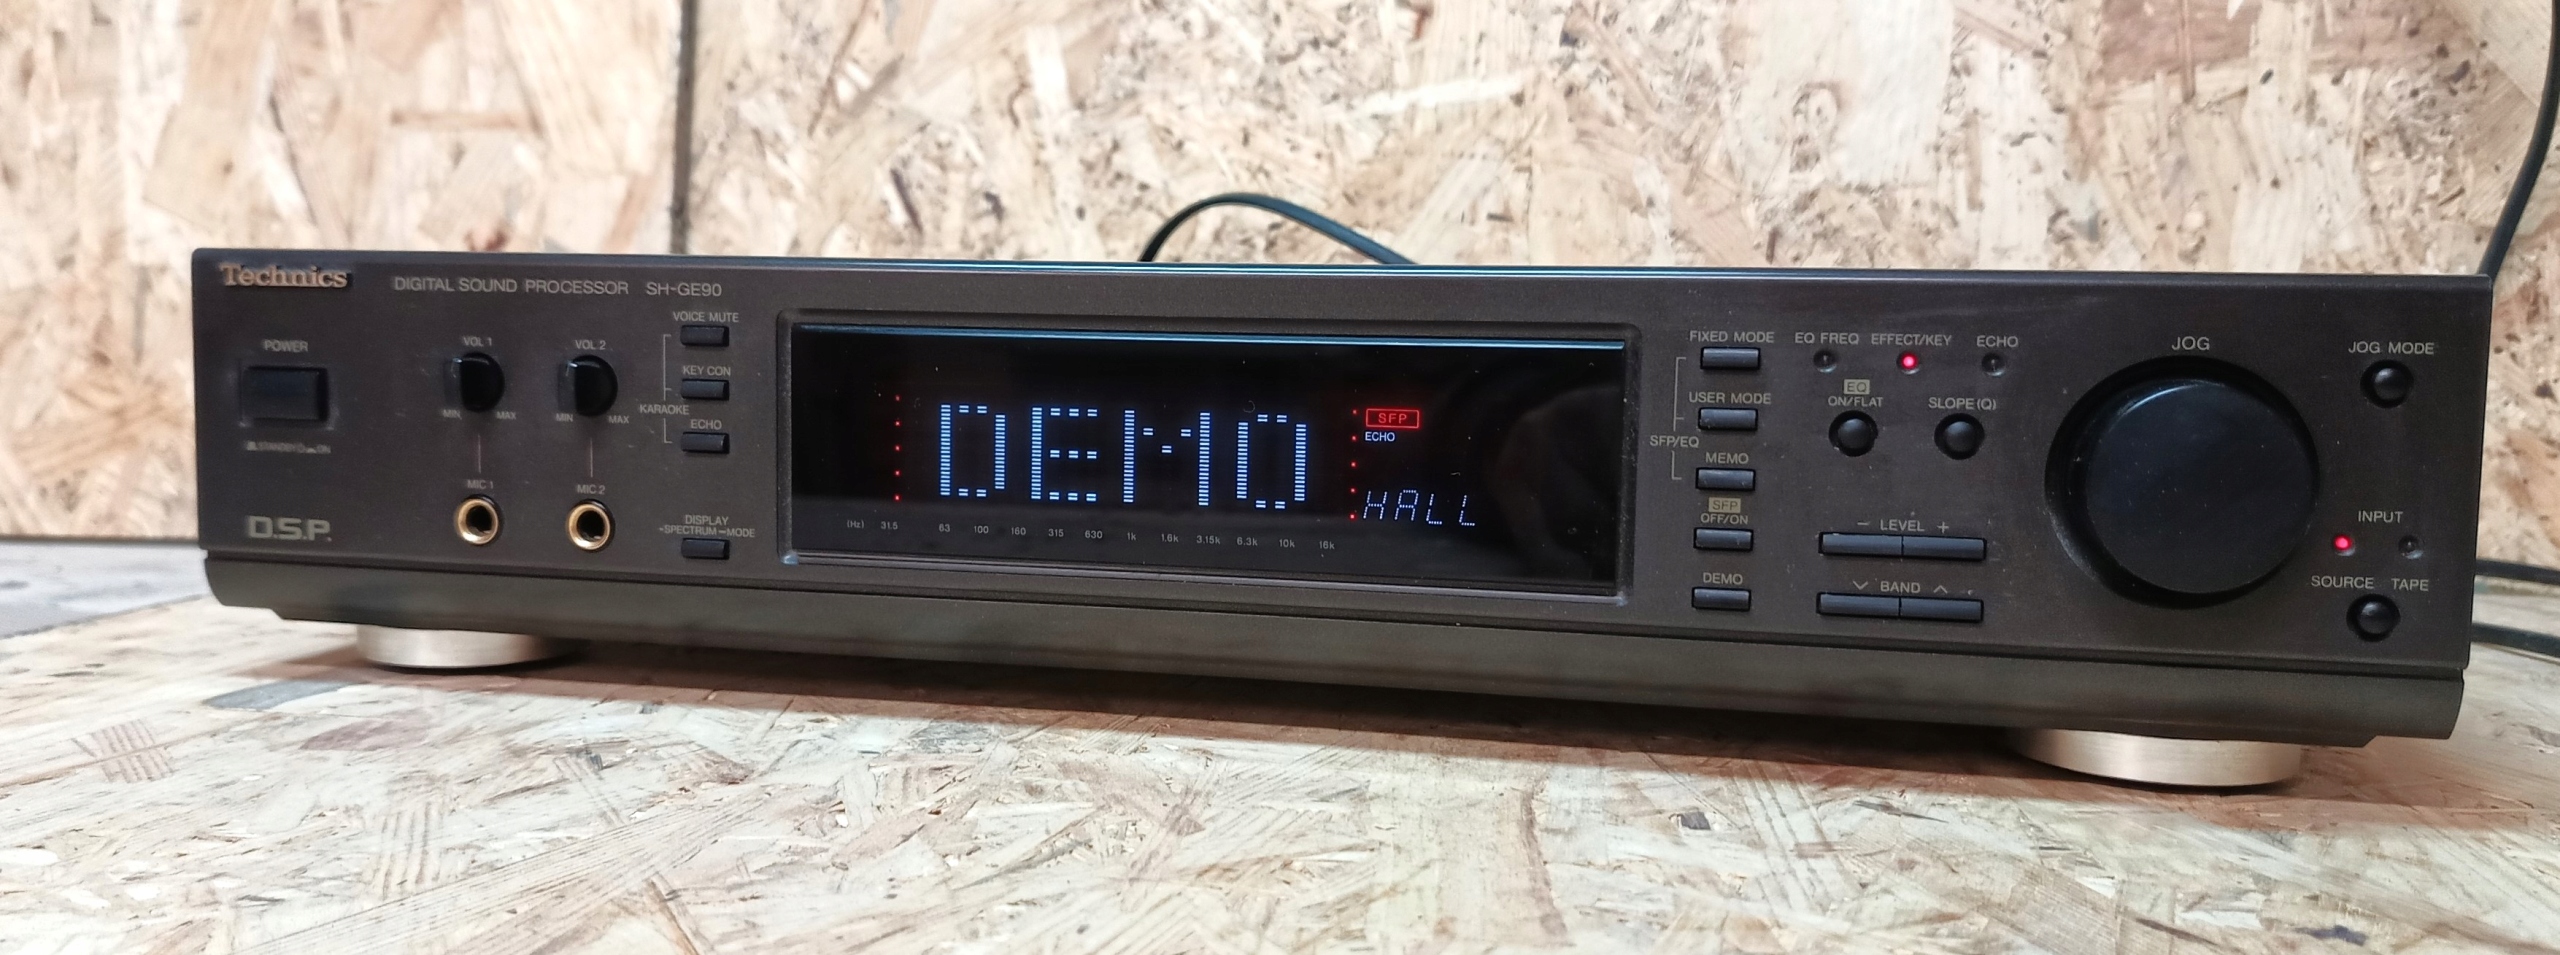 Technics
DIGITAL SOUND PROCESSOR SH-GE90
POWER
STANDBY ON
D.S.P.
VOL 1
MIN MAX
MIC 1
VOL 2
MIN MAX
MIC 2
VOICE MUTE
KEY CON
KARAOKE
ECHO
DISPLAY
-SPECTRUM-MODE
DEMO
SFP
ECHO
HALL
(Hz) 31.5 63 100 160 315 630 1k 1.6k 3.15k 6.3k 10k 16k
FIXED MODE
USER MODE
SFP/EQ
MEMO
SFP
OFF/ON
DEMO
EQ FREQ EFFECT/KEY ECHO
EQ
ON/FLAT
SLOPE(Q)
- LEVEL +
BAND
JOG
JOG MODE
INPUT
SOURCE TAPE